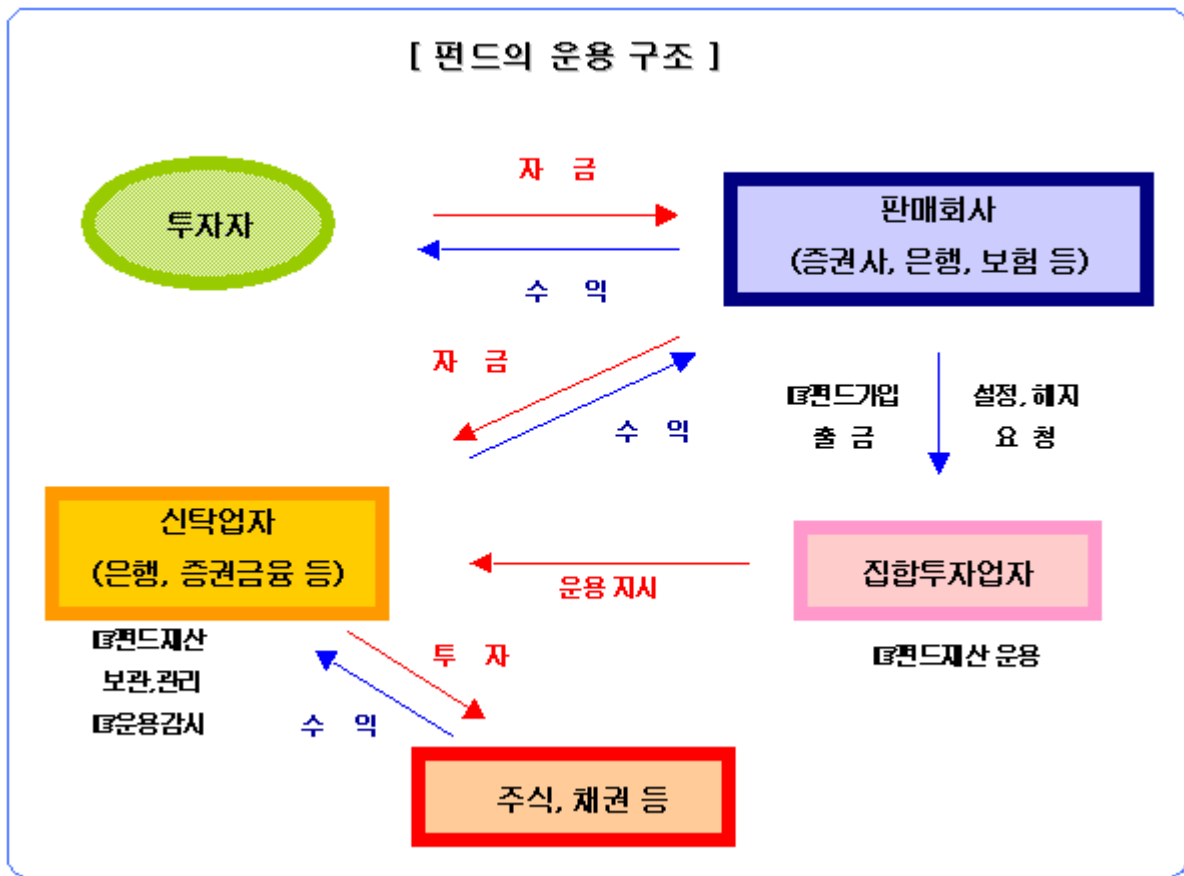 [ 펀드의 운용 구조 ]
자 금
투자자
판매회사
(증권사, 은행, 보험 등)
수 익
자 금
수 익
☞펀드가입
출 금
설정, 해지
요 청
신탁업자
(은행, 증권금융 등)
운용 지시
집합투자업자
☞펀드재산
보관,관리
☞운용감시
투 자
수 익
☞펀드재산 운용
주식, 채권 등